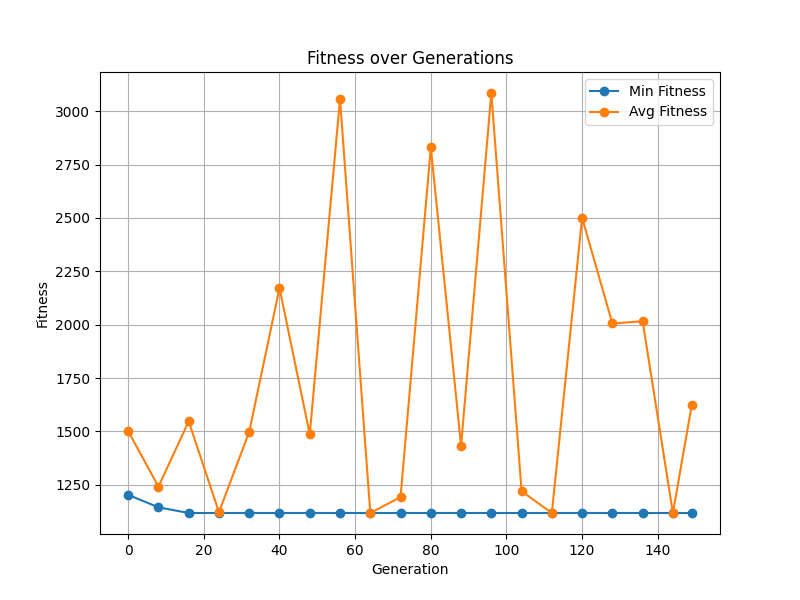 Fitness over Generations
Min Fitness
Avg Fitness
3000
2750
2500
2250
2000
1750
1500
1250
Fitness
0 20 40 60 80 100 120 140
Generation